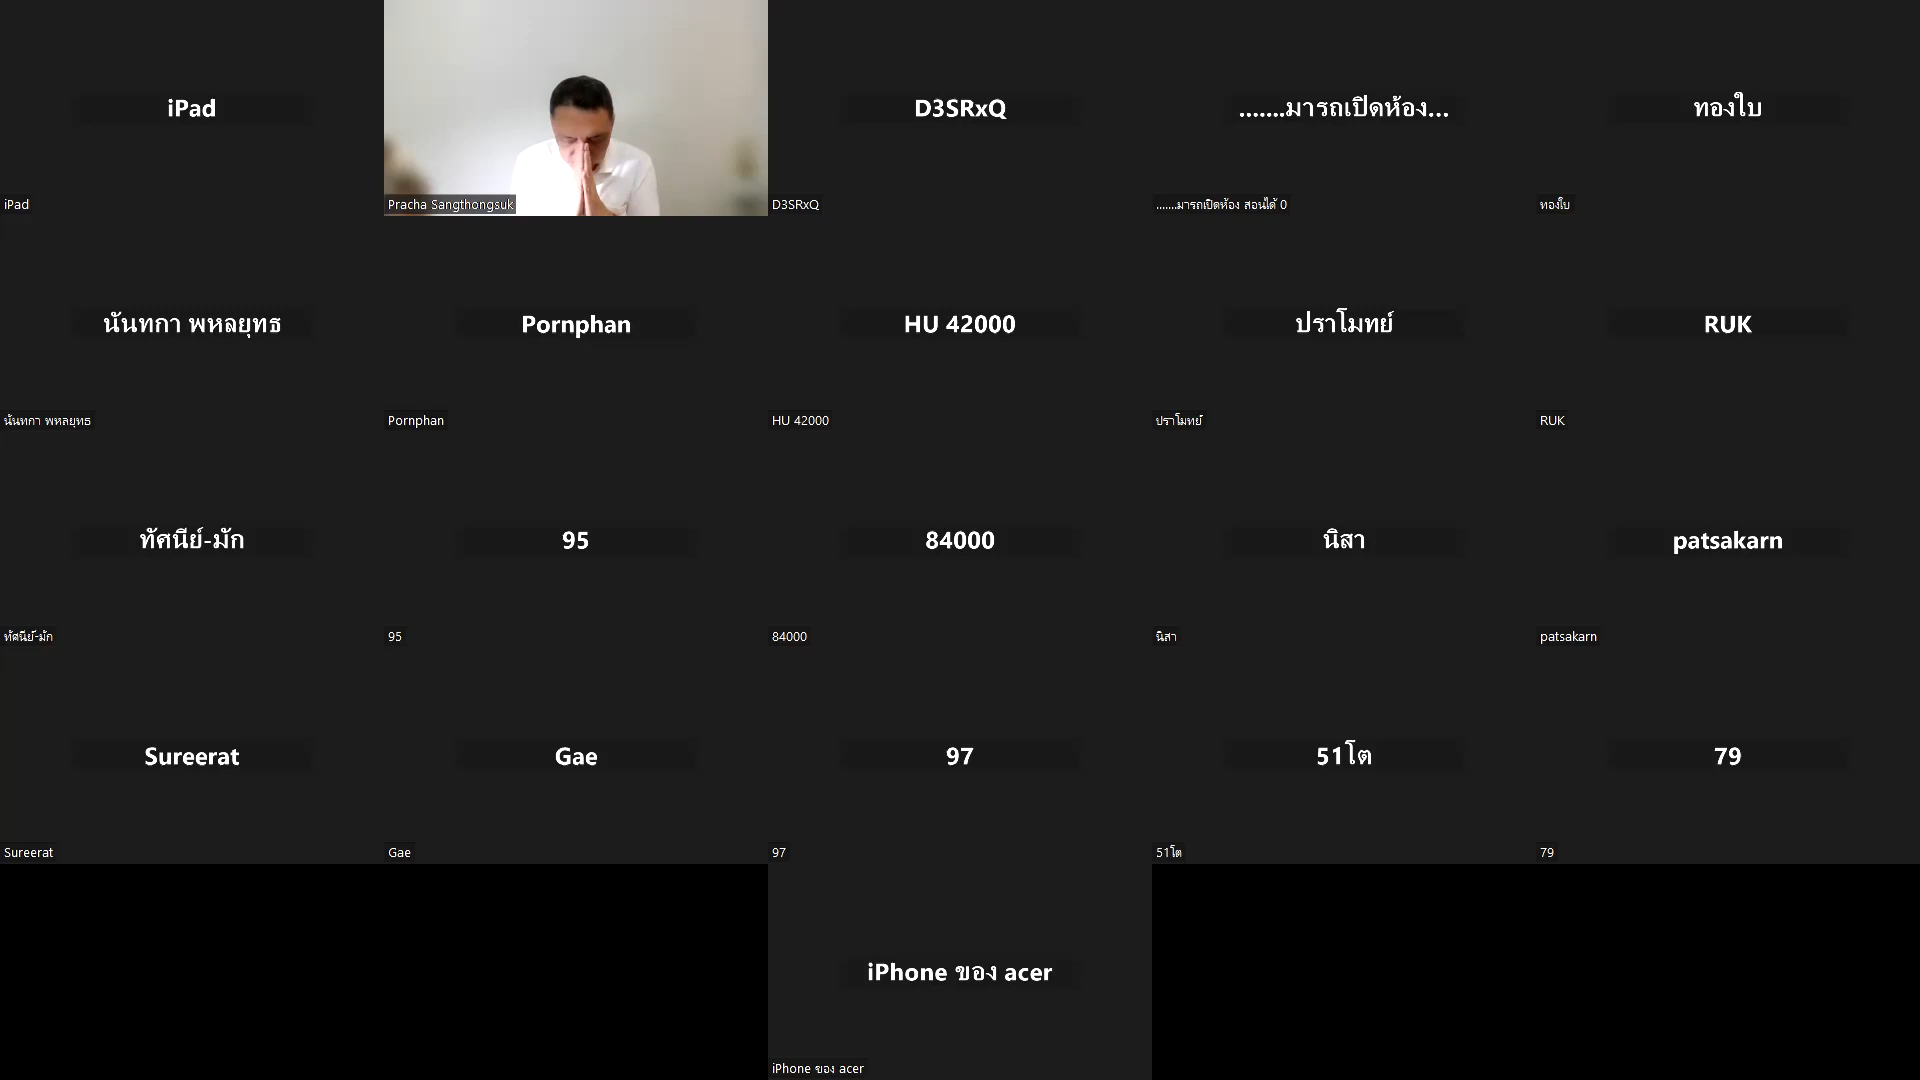 iPad
iPad
Pracha Sangthongsuk
D3SRxQ
D3SRxQ
.......มารถเปิดห้อง...
.......มารถเปิดห้อง สอนได้ 0
ทองใบ
ทองใบ
นันทกา พหลยุทธ
นันทกา พหลยุทธ
Pornphan
Pornphan
HU 42000
HU 42000
ปราโมทย์
ปราโมทย์
RUK
RUK
ทัศนีย์-มัก
ทัศนีย์-มัก
95
95
84000
84000
นิสา
นิสา
patsakarn
patsakarn
Sureerat
Sureerat
Gae
Gae
97
97
51โต
51โต
79
79
iPhone ของ acer
iPhone ของ acer